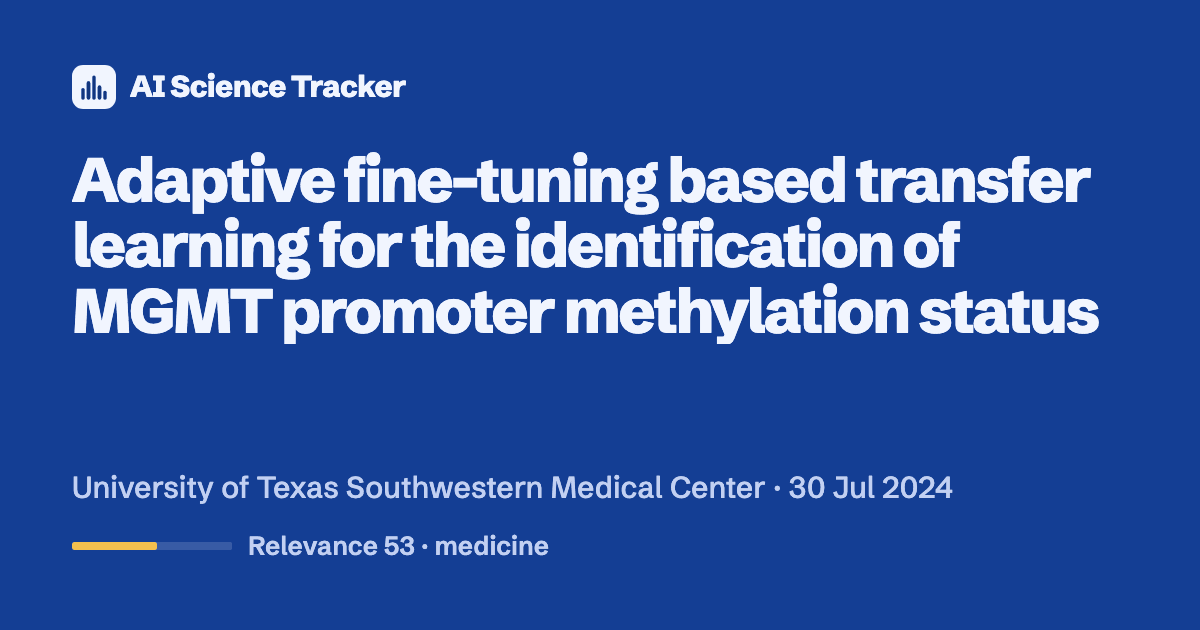 AI Science Tracker
Adaptive fine-tuning based transfer
learning for the identification of
MGMT promoter methylation status
University of Texas Southwestern Medical Center · 30 Jul 2024
Relevance 53 · medicine